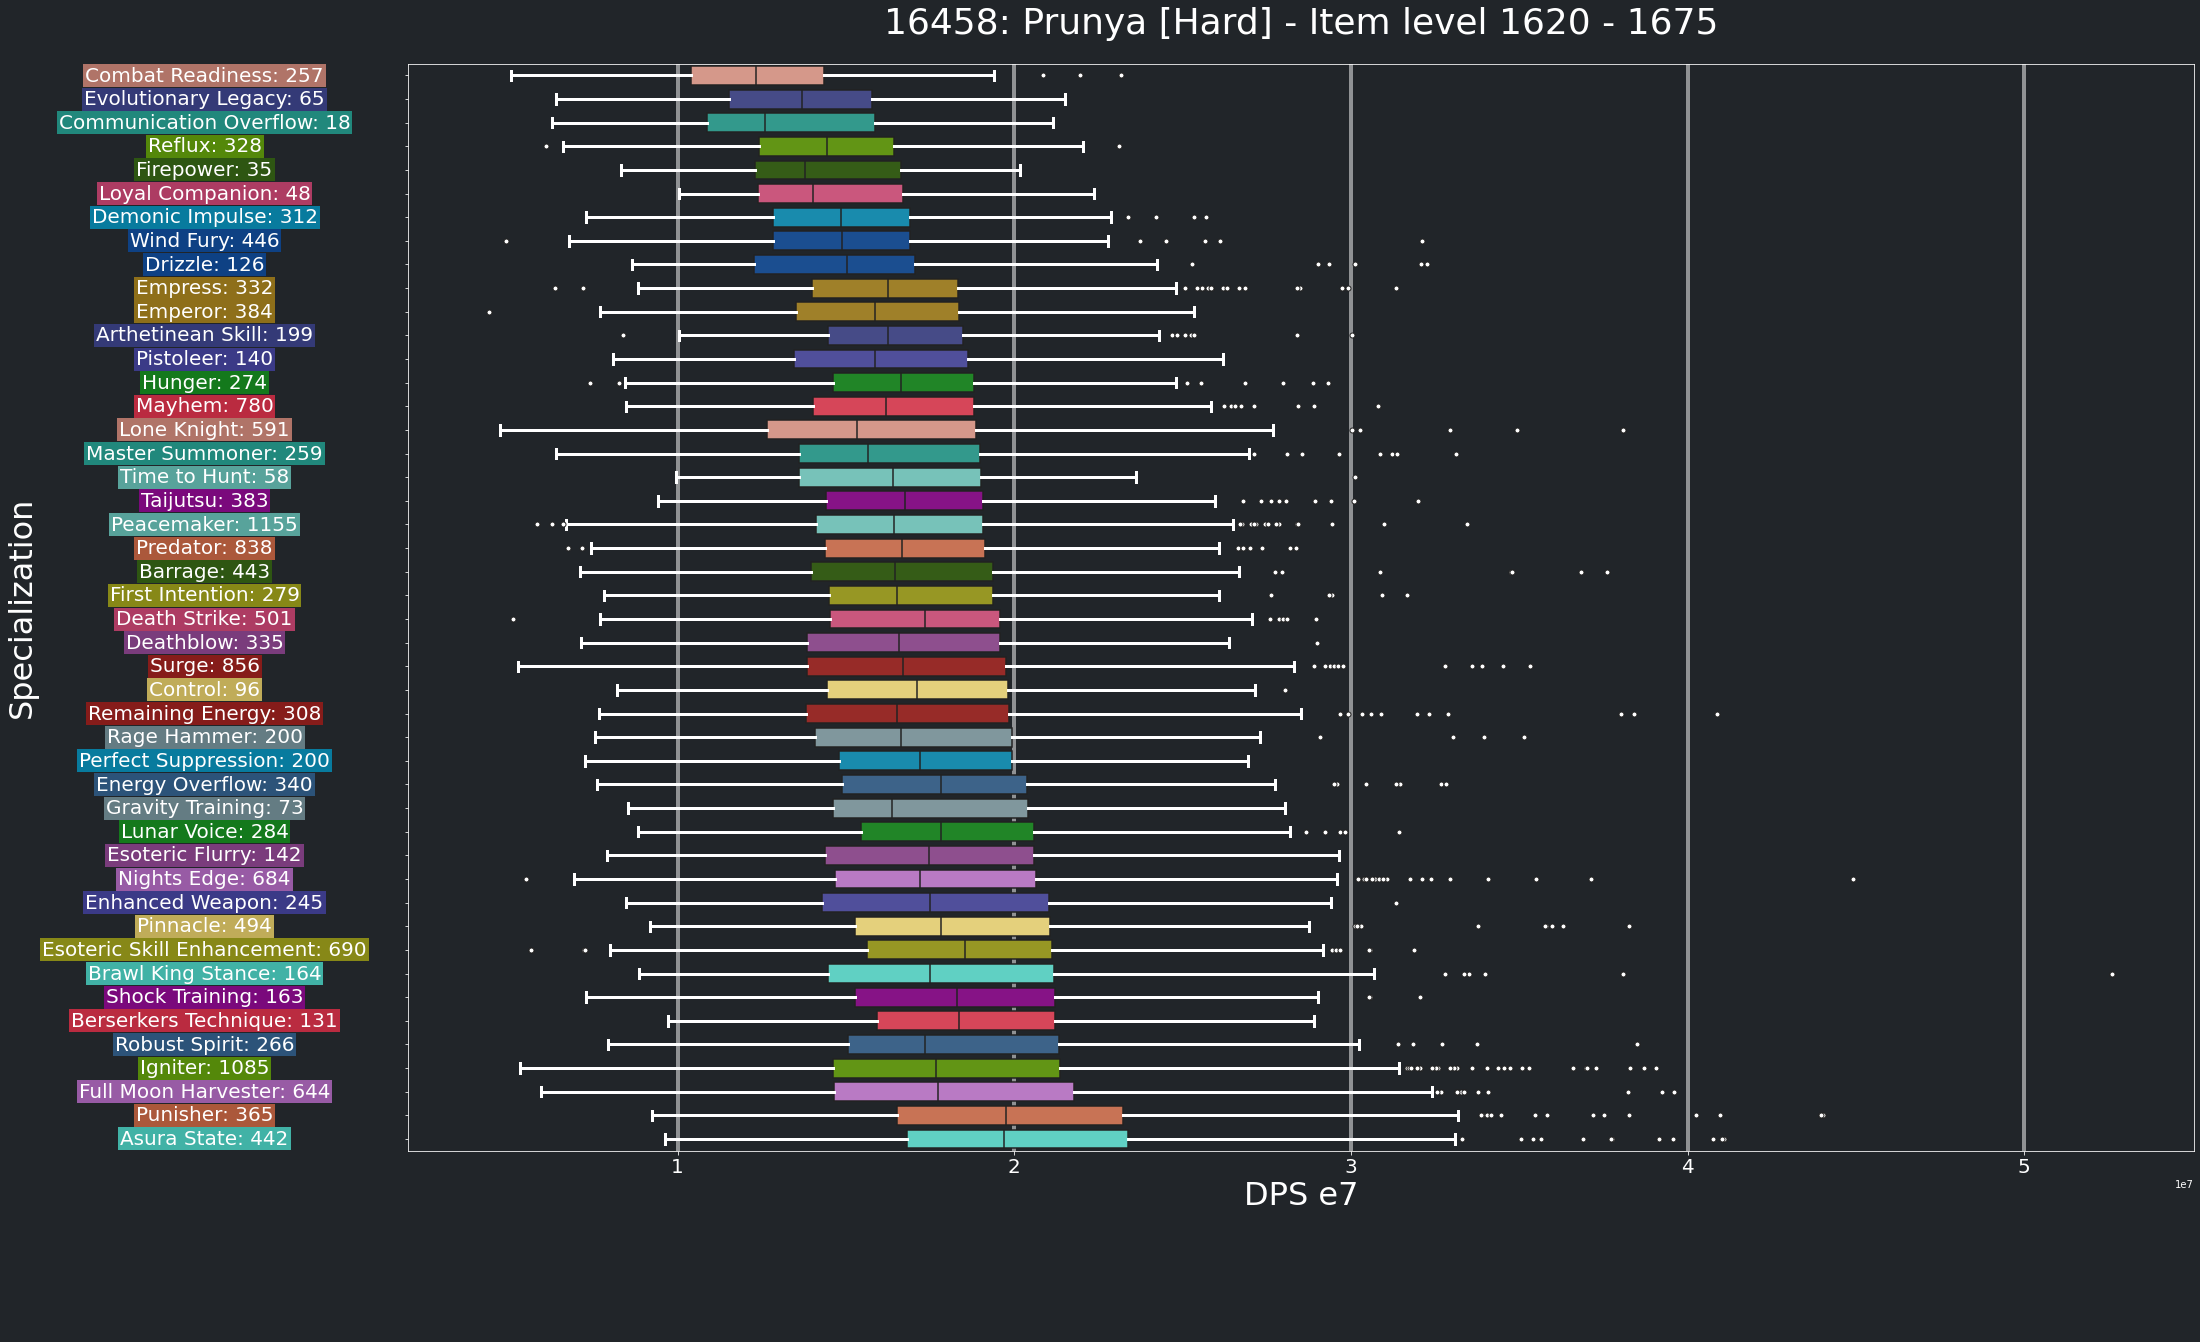 16458: Prunya [Hard] - Item level 1620 - 1675
Specialization
Combat Readiness: 257
Evolutionary Legacy: 65
Communication Overflow: 18
Reflux: 328
Firepower: 35
Loyal Companion: 48
Demonic Impulse: 312
Wind Fury: 446
Drizzle: 126
Empress: 332
Emperor: 384
Arthetinean Skill: 199
Pistoleer: 140
Hunger: 274
Mayhem: 780
Lone Knight: 591
Master Summoner: 259
Time to Hunt: 58
Taijutsu: 383
Peacemaker: 1155
Predator: 838
Barrage: 443
First Intention: 279
Death Strike: 501
Deathblow: 335
Surge: 856
Control: 96
Remaining Energy: 308
Rage Hammer: 200
Perfect Suppression: 200
Energy Overflow: 340
Gravity Training: 73
Lunar Voice: 284
Esoteric Flurry: 142
Nights Edge: 684
Enhanced Weapon: 245
Pinnacle: 494
Esoteric Skill Enhancement: 690
Brawl King Stance: 164
Shock Training: 163
Berserkers Technique: 131
Robust Spirit: 266
Igniter: 1085
Full Moon Harvester: 644
Punisher: 365
Asura State: 442
1 2 3 4 5
DPS e7
1e7